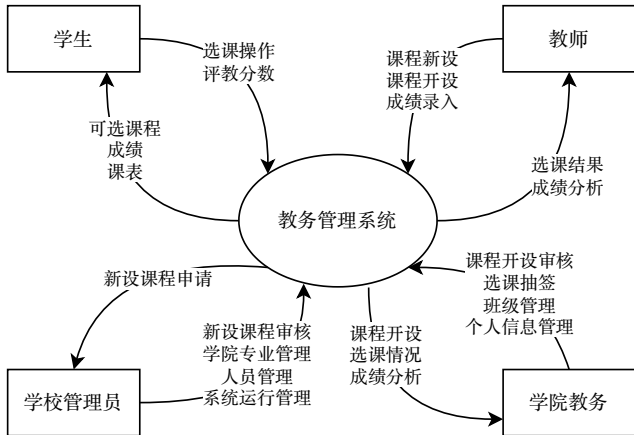 学生
选课操作
评教分数
教师
课程新设
课程开设
成绩录入
可选课程
成绩
课表
选课结果
成绩分析
教务管理系统
新设课程申请
课程开设审核
选课抽签
班级管理
个人信息管理
新设课程审核
学院专业管理
人员管理
系统运行管理
课程开设
选课情况
成绩分析
学校管理员
学院教务